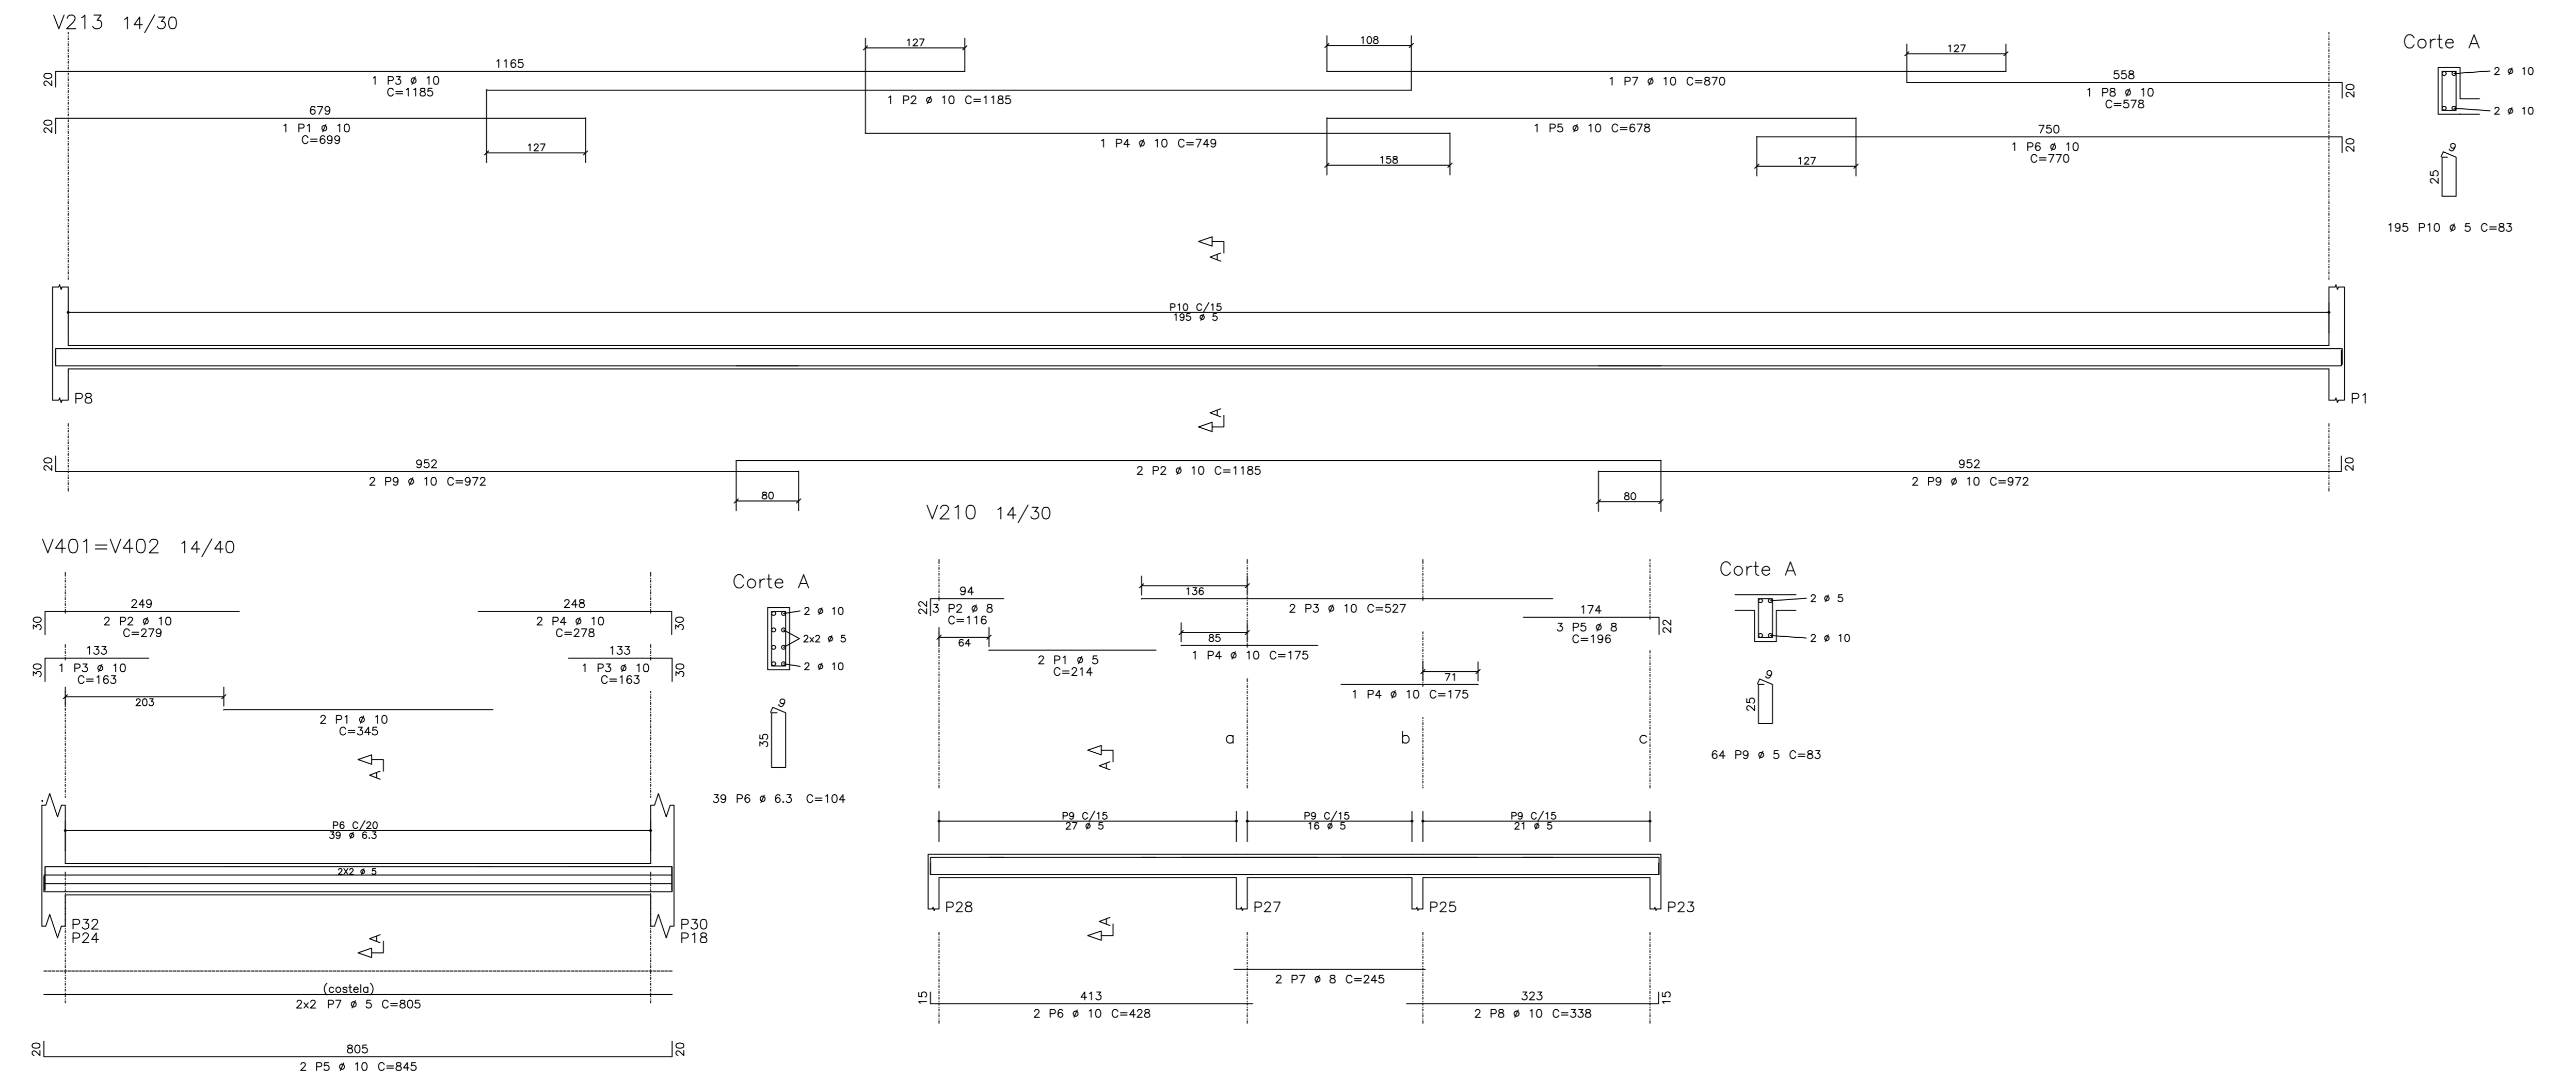 V213 14/30
20
1165
1 P3 ø 10
C=1185
127
108
127
558
1 P8 ø 10
C=578
20
1 P7 ø 10 C=870
1 P2 ø 10 C=1185
20
679
1 P1 ø 10
C=699
127
1 P4 ø 10 C=749
1 P5 ø 10 C=678
158
750
1 P6 ø 10
C=770
20
127
Corte A
2 ø 10
2 ø 10
9
25
195 P10 ø 5 C=83
A
P10 C/15
195 ø 5
P8
P1
A
20
952
2 P9 ø 10 C=972
80
2 P2 ø 10 C=1185
80
952
2 P9 ø 10 C=972
20
V401=V402 14/40
30
249
2 P2 ø 10
C=279
248
2 P4 ø 10
C=278
30
30
133
1 P3 ø 10
C=163
133
1 P3 ø 10
C=163
30
203
2 P1 ø 10
C=345
A
P6 C/20
39 ø 6.3
2X2 ø 5
P32
P24
P30
P18
A
(costela)
2x2 P7 ø 5 C=805
20
805
20
2 P5 ø 10 C=845
Corte A
2 ø 10
2x2 ø 5
2 ø 10
9
35
39 P6 ø 6.3 C=104
V210 14/30
22
94
3 P2 ø 8
C=116
64
2 P1 ø 5
C=214
136
2 P3 ø 10 C=527
85
1 P4 ø 10 C=175
71
1 P4 ø 10 C=175
174
3 P5 ø 8
C=196
22
a
b
c
A
P9 C/15
27 ø 5
P9 C/15
16 ø 5
P9 C/15
21 ø 5
P28
P27
P25
P23
A
2 P7 ø 8 C=245
15
413
2 P6 ø 10 C=428
323
2 P8 ø 10 C=338
15
Corte A
2 ø 5
2 ø 10
9
25
64 P9 ø 5 C=83